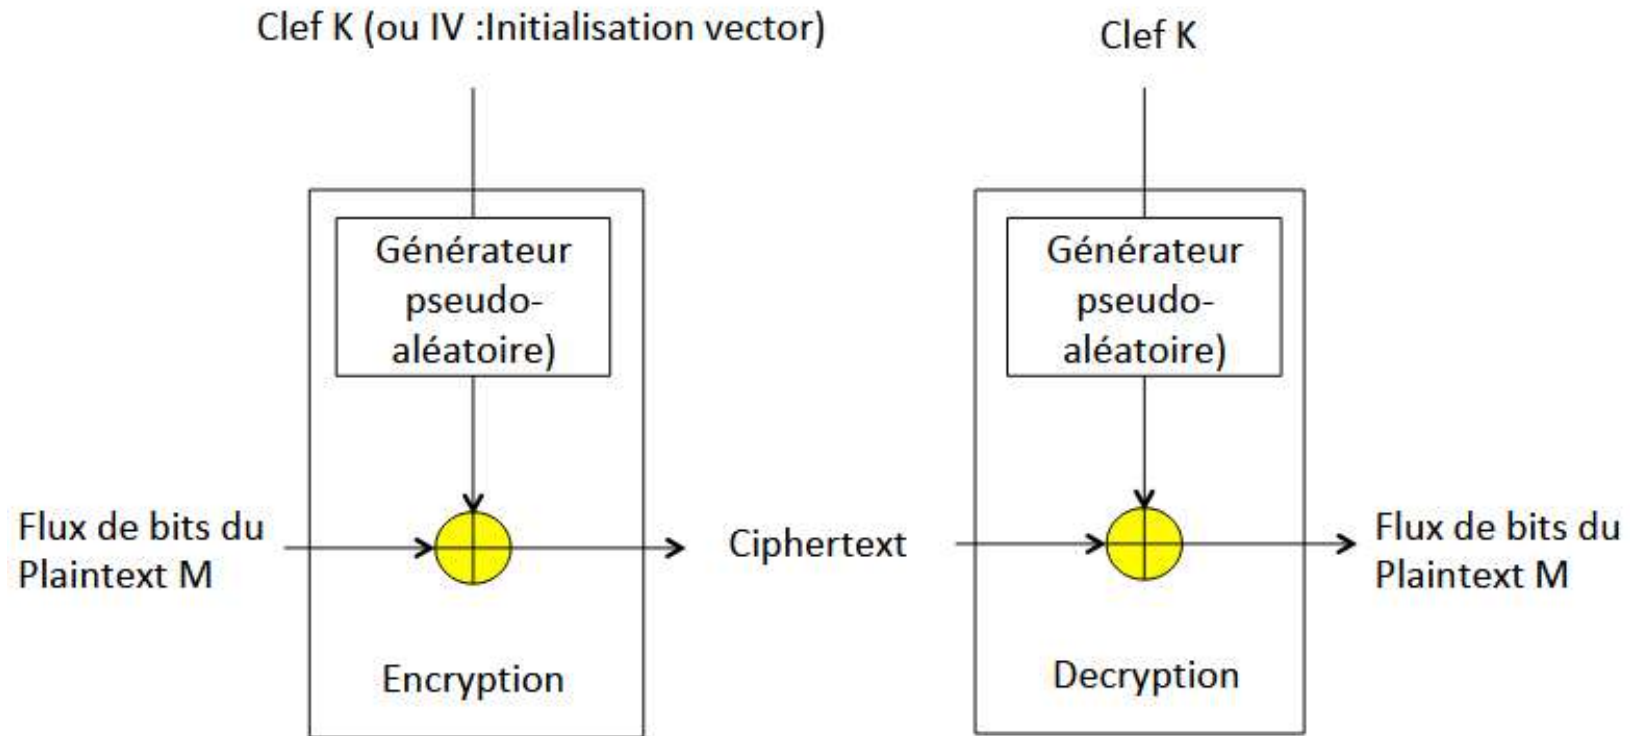 Clef K (ou IV :Initialisation vector)
Clef K
Générateur
pseudo-
aléatoire)
Générateur
pseudo-
aléatoire)
Flux de bits du
Plaintext M
Ciphertext
Flux de bits du
Plaintext M
Encryption
Decryption